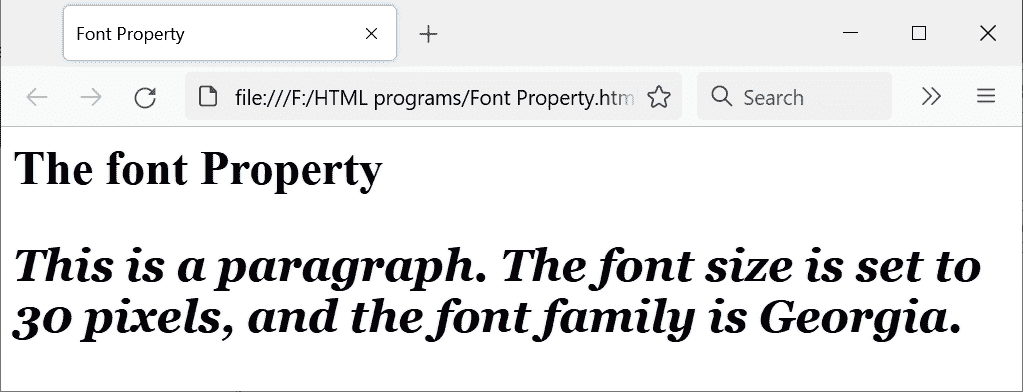 Font Property
file:///F:/HTML programs/Font Property.htm
Search
The font Property
This is a paragraph. The font size is set to
30 pixels, and the font family is Georgia.